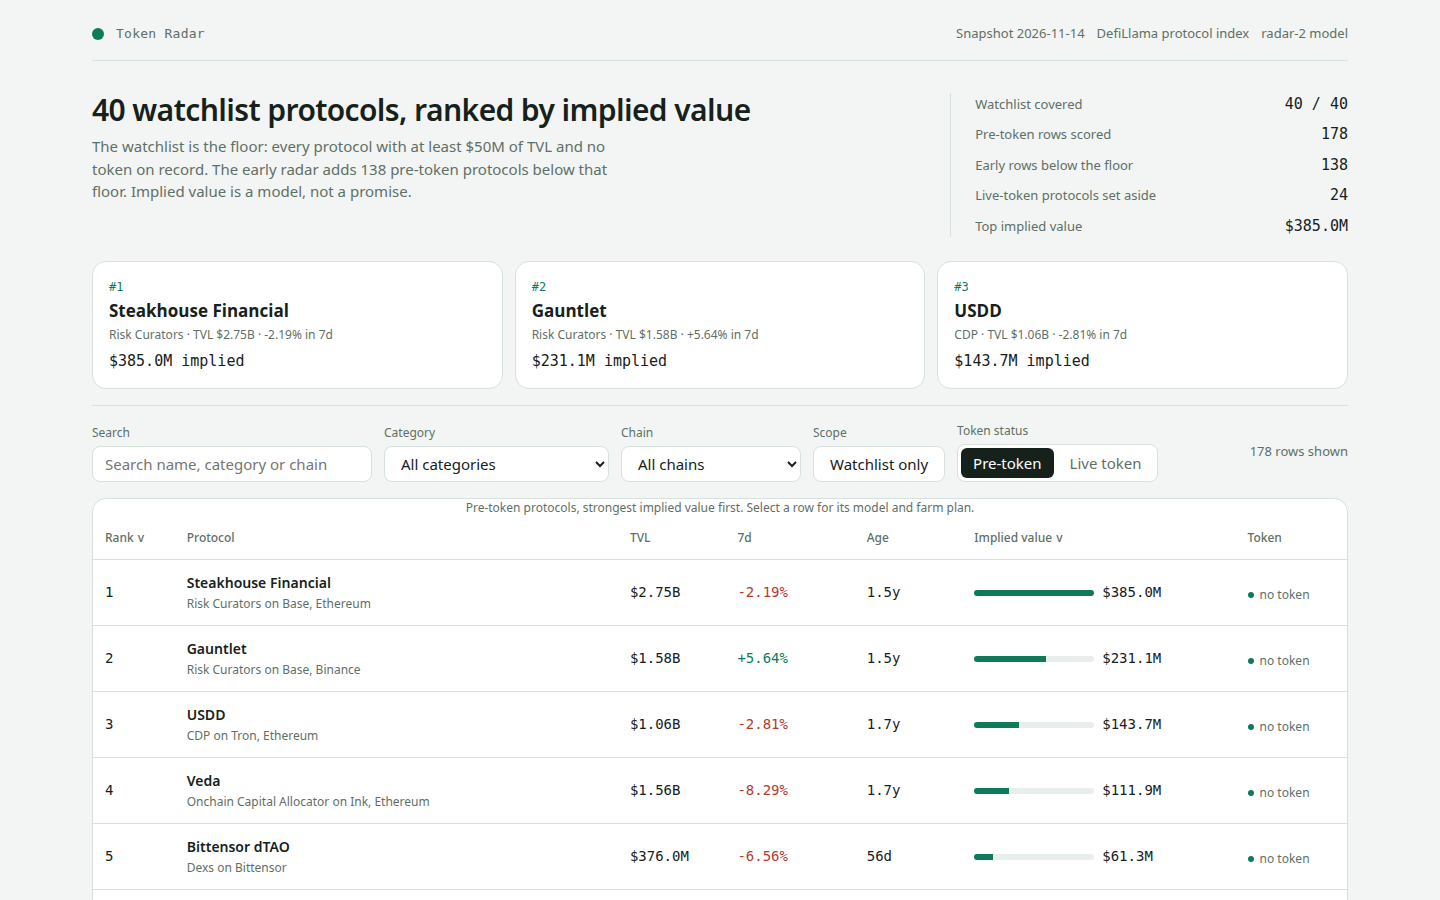 Token Radar
Snapshot 2026-11-14 DefiLlama protocol index radar-2 model
40 watchlist protocols, ranked by implied value
The watchlist is the floor: every protocol with at least $50M of TVL and no
token on record. The early radar adds 138 pre-token protocols below that
floor. Implied value is a model, not a promise.
Watchlist covered 40 / 40
Pre-token rows scored 178
Early rows below the floor 138
Live-token protocols set aside 24
Top implied value $385.0M
#1
Steakhouse Financial
Risk Curators · TVL $2.75B · -2.19% in 7d
$385.0M implied
#2
Gauntlet
Risk Curators · TVL $1.58B · +5.64% in 7d
$231.1M implied
#3
USDD
CDP · TVL $1.06B · -2.81% in 7d
$143.7M implied
Search
Search name, category or chain
Category
All categories
Chain
All chains
Scope
Watchlist only
Token status
Pre-token Live token
178 rows shown
Pre-token protocols, strongest implied value first. Select a row for its model and farm plan.
Rank v Protocol TVL 7d Age Implied value v Token
1 Steakhouse Financial $2.75B -2.19% 1.5y $385.0M no token
Risk Curators on Base, Ethereum
2 Gauntlet $1.58B +5.64% 1.5y $231.1M no token
Risk Curators on Base, Binance
3 USDD $1.06B -2.81% 1.7y $143.7M no token
CDP on Tron, Ethereum
4 Veda $1.56B -8.29% 1.7y $111.9M no token
Onchain Capital Allocator on Ink, Ethereum
5 Bittensor dTAO $376.0M -6.56% 56d $61.3M no token
Dexs on Bittensor